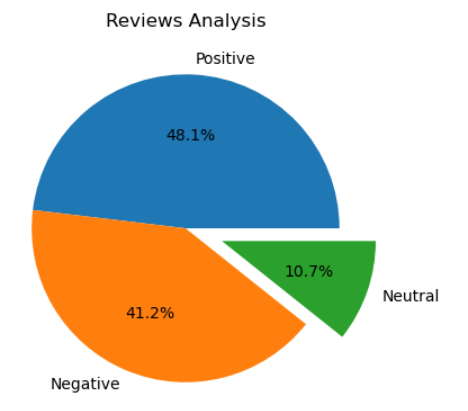 Reviews Analysis
Positive
48.1%
10.7%
Neutral
41.2%
Negative